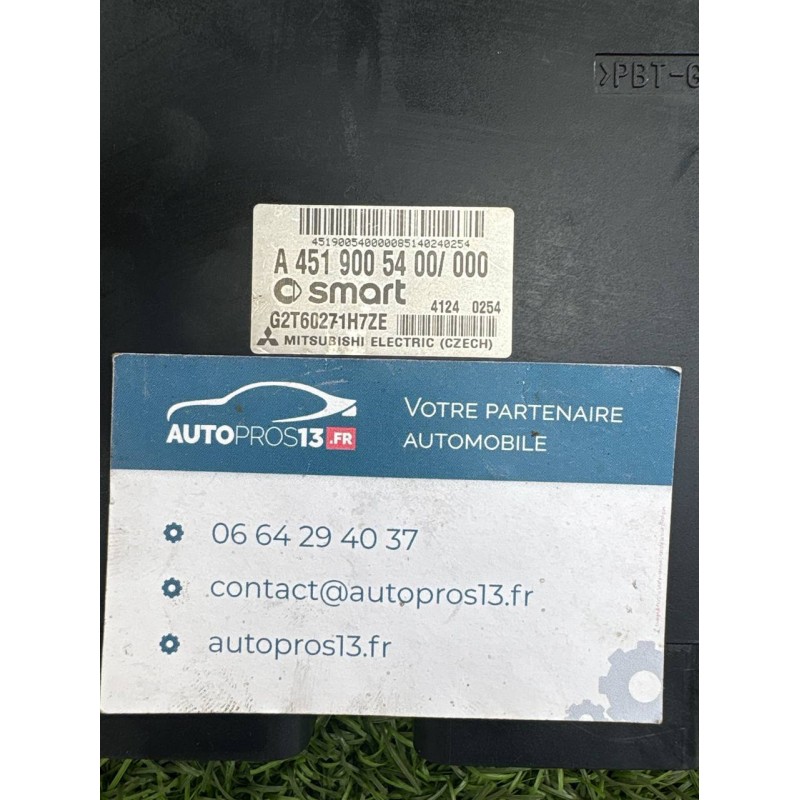 >PBT-G
451900540000085140240254
A 451 900 54 00/ 000
smart
4124 0254
G2T60271H7ZE
MITSUBISHI ELECTRIC (CZECH)
AUTOPROS13.FR
VOTRE PARTENAIRE
AUTOMOBILE
06 64 29 40 37
contact@autopros13.fr
autopros13.fr